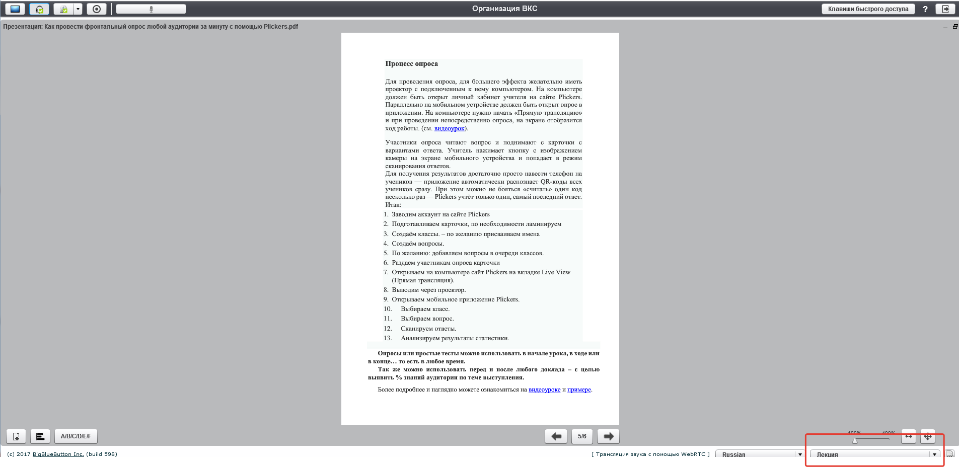 Организация ВКС
Клавиши быстрого доступа
?
Презентация: Как провести фронтальный опрос любой аудитории за минуту с помощью Plickers.pdf
Процесс опроса
Для проведения опроса, для большего эффекта желательно иметь
проектор с подключенным к нему компьютером. На компьютере
должен быть открыт личный кабинет учителя на сайте Plickers.
Параллельно на мобильном устройстве должен быть открыт опрос в
приложении. На компьютере нужно начать «Прямую трансляцию»
и при проведении непосредственно опроса, на экране отобразится
ход работы. (см. видеоурок).
Участники опроса читают вопрос и поднимают с карточки с
вариантами ответа. Учитель нажимает кнопку с изображением
камеры на экране мобильного устройства и попадает в режим
сканирования ответов.
Для получения результатов достаточно просто навести телефон на
учеников — приложение автоматически распознает QR-коды всех
учеников сразу. При этом можно не бояться «считать» один код
несколько раз — Plickers учтет только один, самый последний ответ.
Итак:
1. Заводим аккаунт на сайте Plickers
2. Подготавливаем карточки, по необходимости ламинируем
3. Создаём классы. – по желанию присваиваем имена
4. Создаём вопросы.
5. По желанию: добавляем вопросы в очереди классов.
6. Раздаем участникам опроса карточки
7. Открываем на компьютере сайт Plickers на вкладке Live View
(Прямая трансляция).
8. Выводим через проектор.
9. Открываем мобильное приложение Plickers.
10. Выбираем класс.
11. Выбираем вопрос.
12. Сканируем ответы.
13. Анализируем результаты статистики.
Опросы или простые тесты можно использовать в начале урока, в ходе или
в конце… то есть в любое время.
Так же можно использовать перед и после любого доклада – с целью
выявить % знаний аудитории по теме выступления.
Более подробнее и наглядно можете ознакомиться на видеоуроке и примере.
5/6
(c) 2017 BigBlueButton Inc. (build 598)
[ Трансляция звука с помощью WebRTC ]
Russian
Лекция